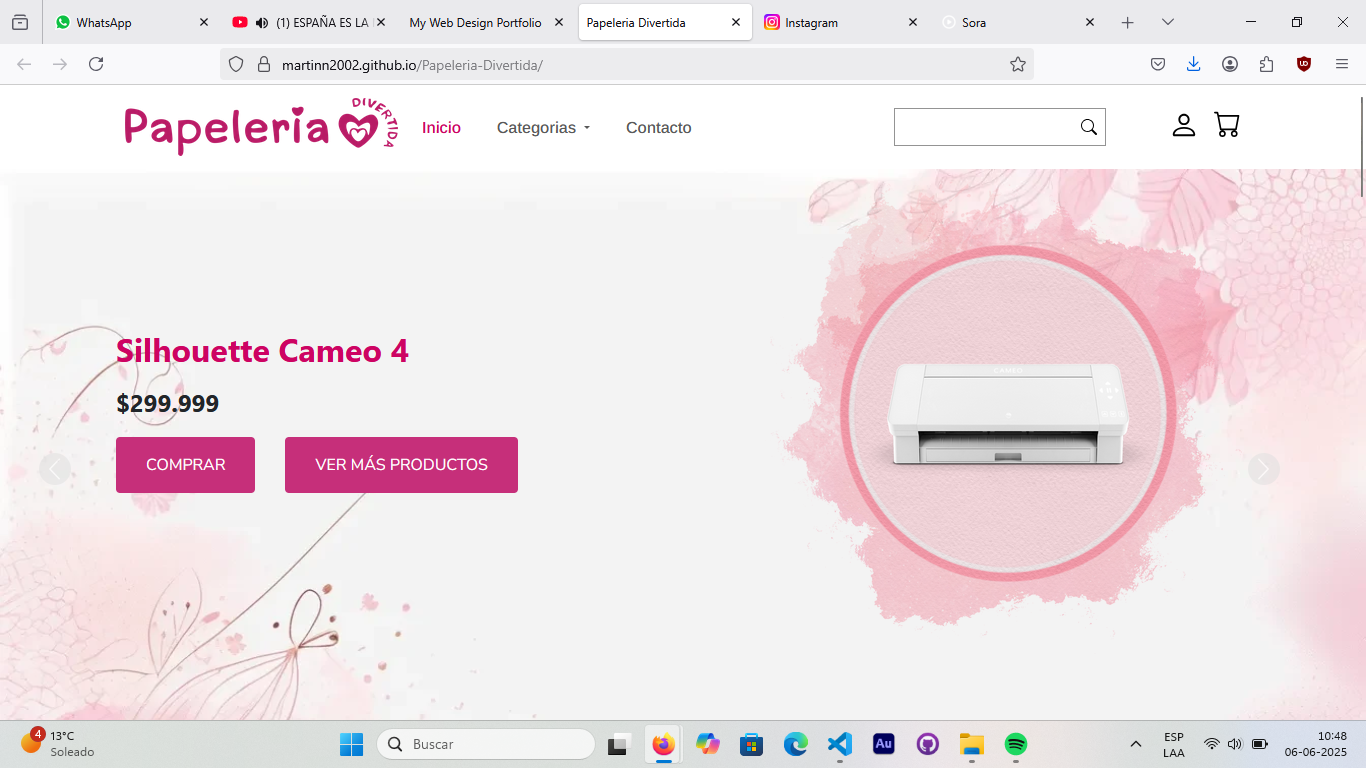 WhatsApp
(1) ESPAÑA ES LA
My Web Design Portfolio
Papeleria Divertida
Instagram
Sora
martinn2002.github.io/Papeleria-Divertida/
Papeleria DIVERTIDA
Inicio
Categorias
Contacto
Silhouette Cameo 4
$299.999
COMPRAR
VER MÁS PRODUCTOS
CAMEO
4
13°C
Soleado
Buscar
Au
ESP
LAA
10:48
06-06-2025